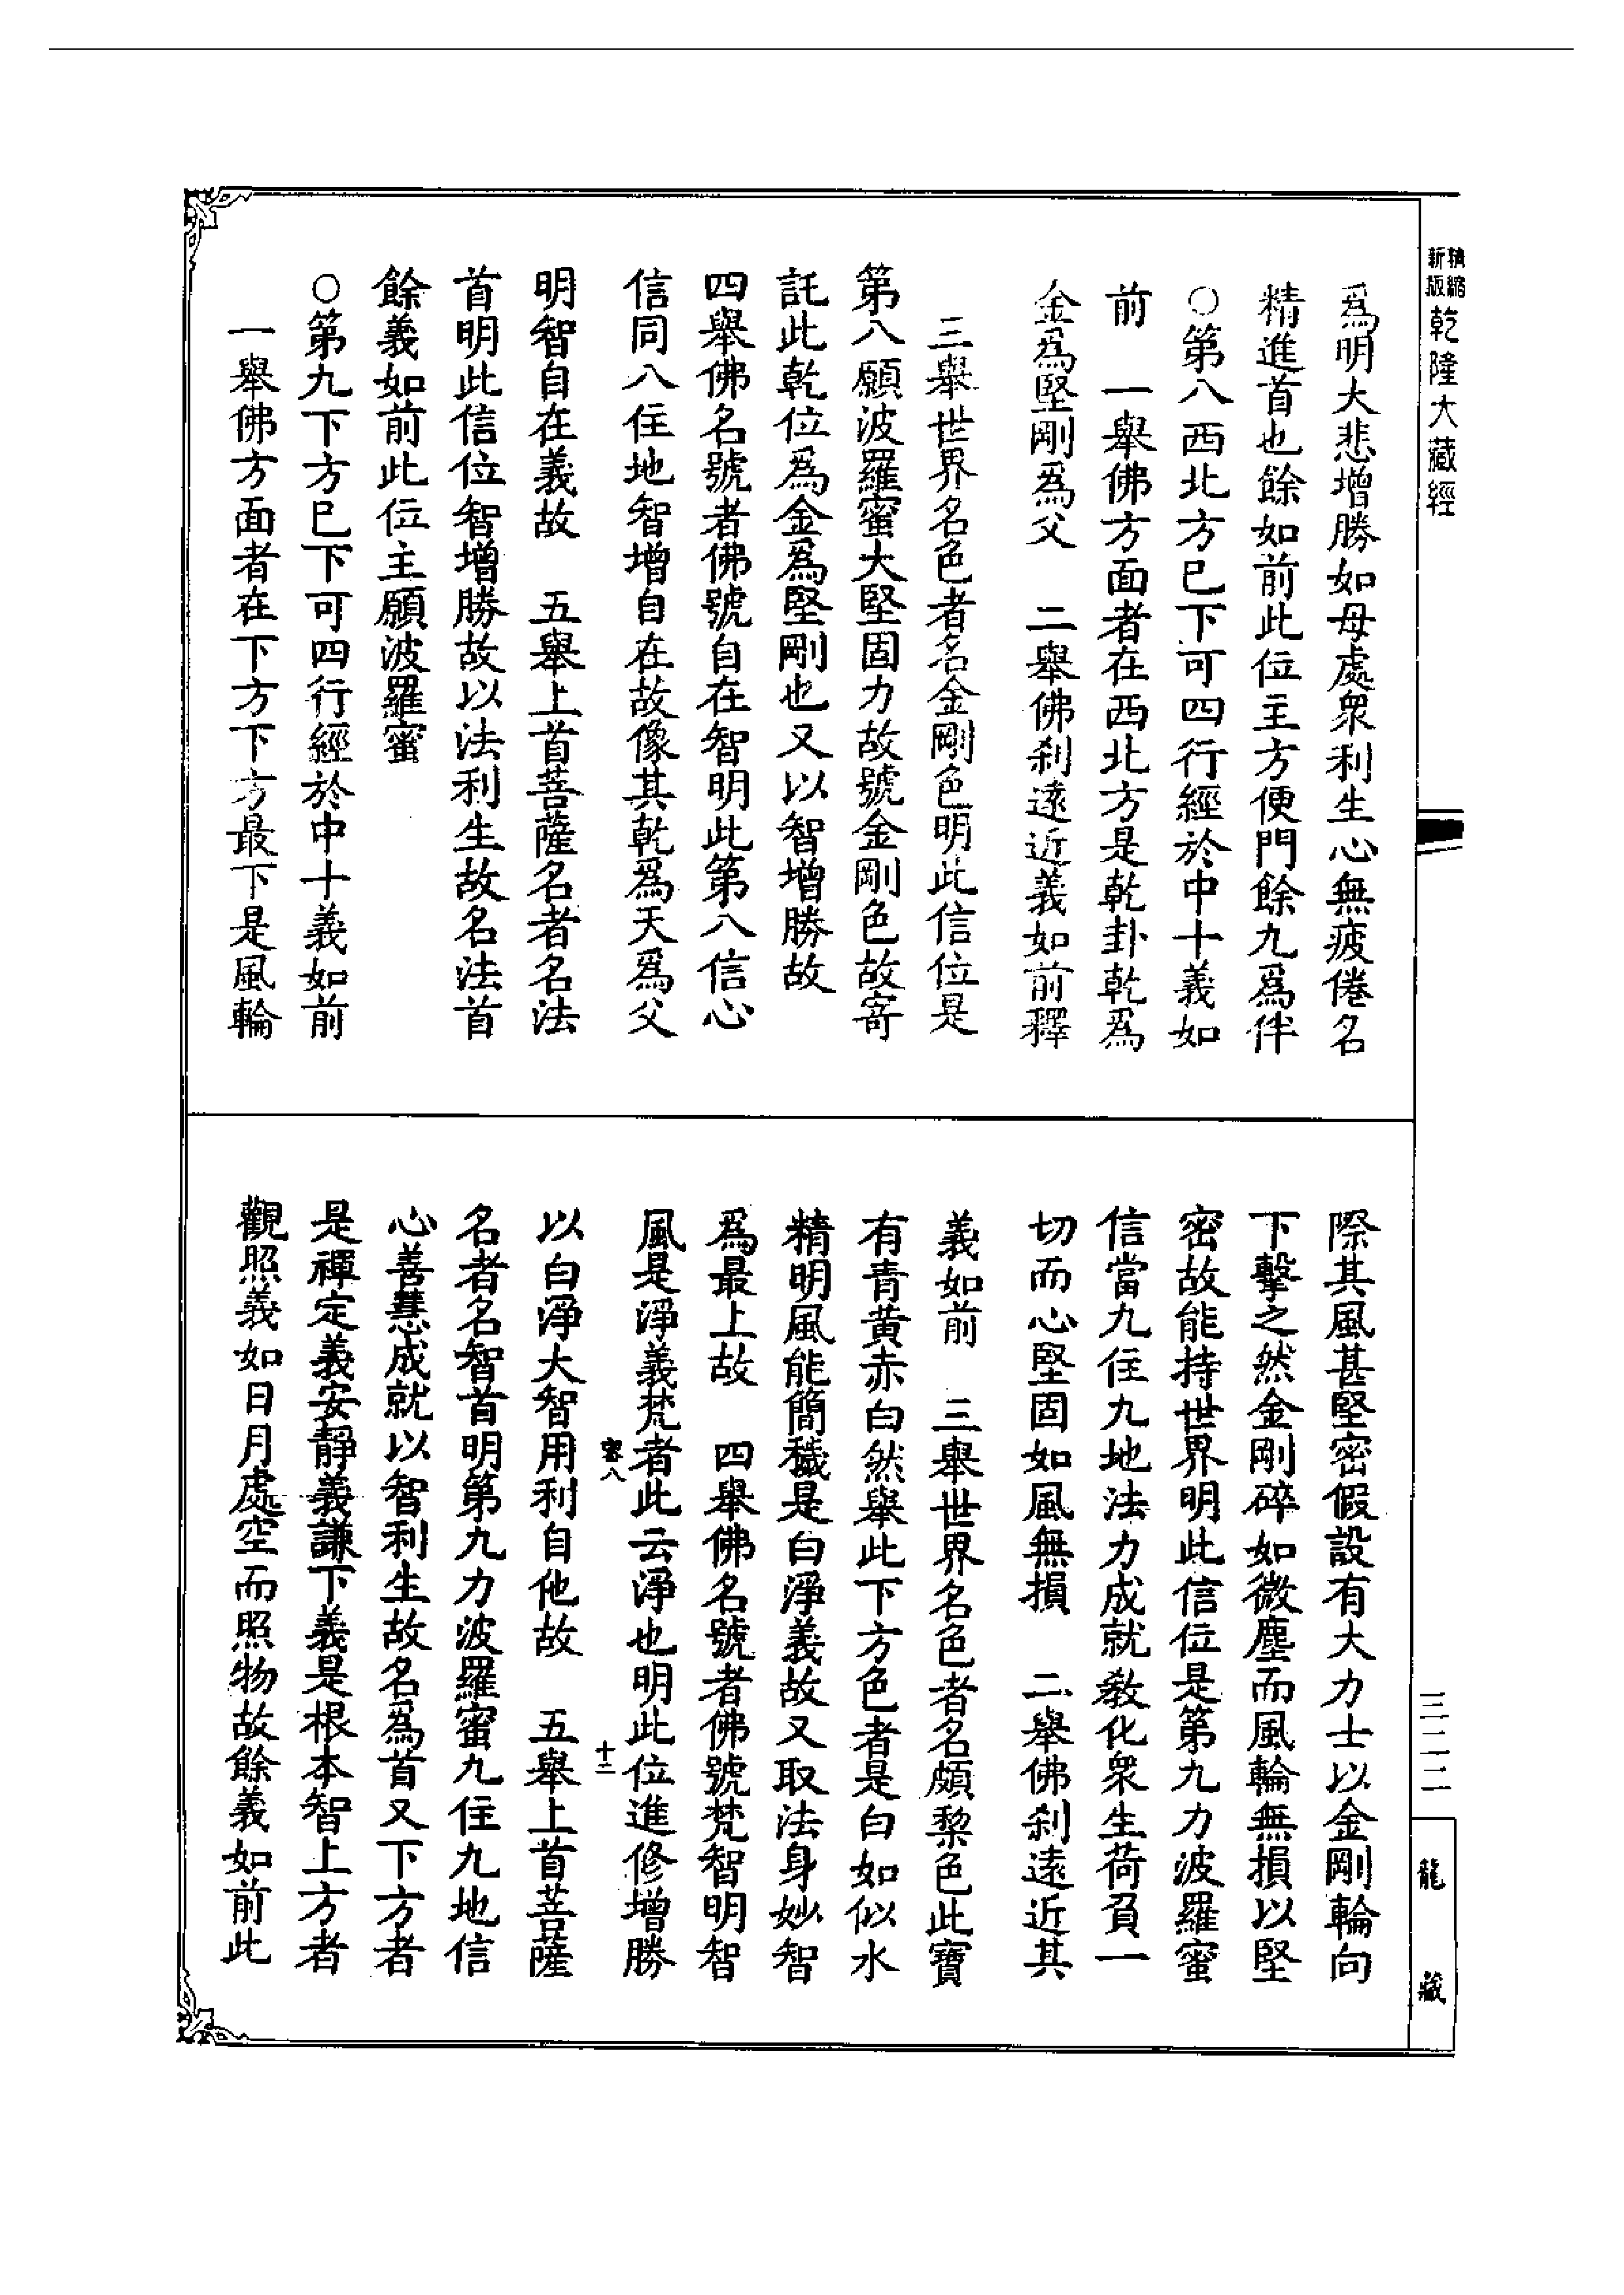 精縮
新版
乾隆大藏經
為明大悲增勝如母處衆利生心無疲倦名
精進首也餘如前此位主方便門餘九為伴
○第八西北方已下可四行經於中十義如
前　一舉佛方面者在西北方是乾卦乾為
金為堅剛為父　二舉佛刹遠近義如前釋
三舉世界名色者名金剛色明此信位是
第八願波羅蜜大堅固力故號金剛色故寄
託此乾位為金為堅剛也又以智增勝故
四舉佛名號者佛號自在智明此第八信心
信同八住地智增自在故像其乾為天為父
明智自在義故　五舉上首菩薩名者名法
首明此信位智增勝故以法利生故名法首
餘義如前此位主願波羅蜜
○第九下方已下可四行經於中十義如前
一舉佛方面者在下方下方最下是風輪
際其風甚堅密假設有大力士以金剛輪向
下擊之然金剛碎如微塵而風輪無損以堅
密故能持世界明此信位是第九力波羅蜜
信當九住九地法力成就教化衆生荷負一
切而心堅固如風無損　二舉佛刹遠近其
義如前　三舉世界名色者名頗黎色此寶
有青黃赤白然舉此下方色者是白如似水
精明風能簡穢是白淨義故又取法身妙智
為最上故　四舉佛名號者佛號梵智明智
風是淨義梵者此云淨也明此位進修增勝
容八
十二
以白淨大智用利自他故　五舉上首菩薩
名者名智首明第九力波羅蜜九住九地信
心善慧成就以智利生故名為首又下方者
是禪定義安靜義謙下義是根本智上方者
觀照義如日月處空而照物故餘義如前此
三二二
龍藏